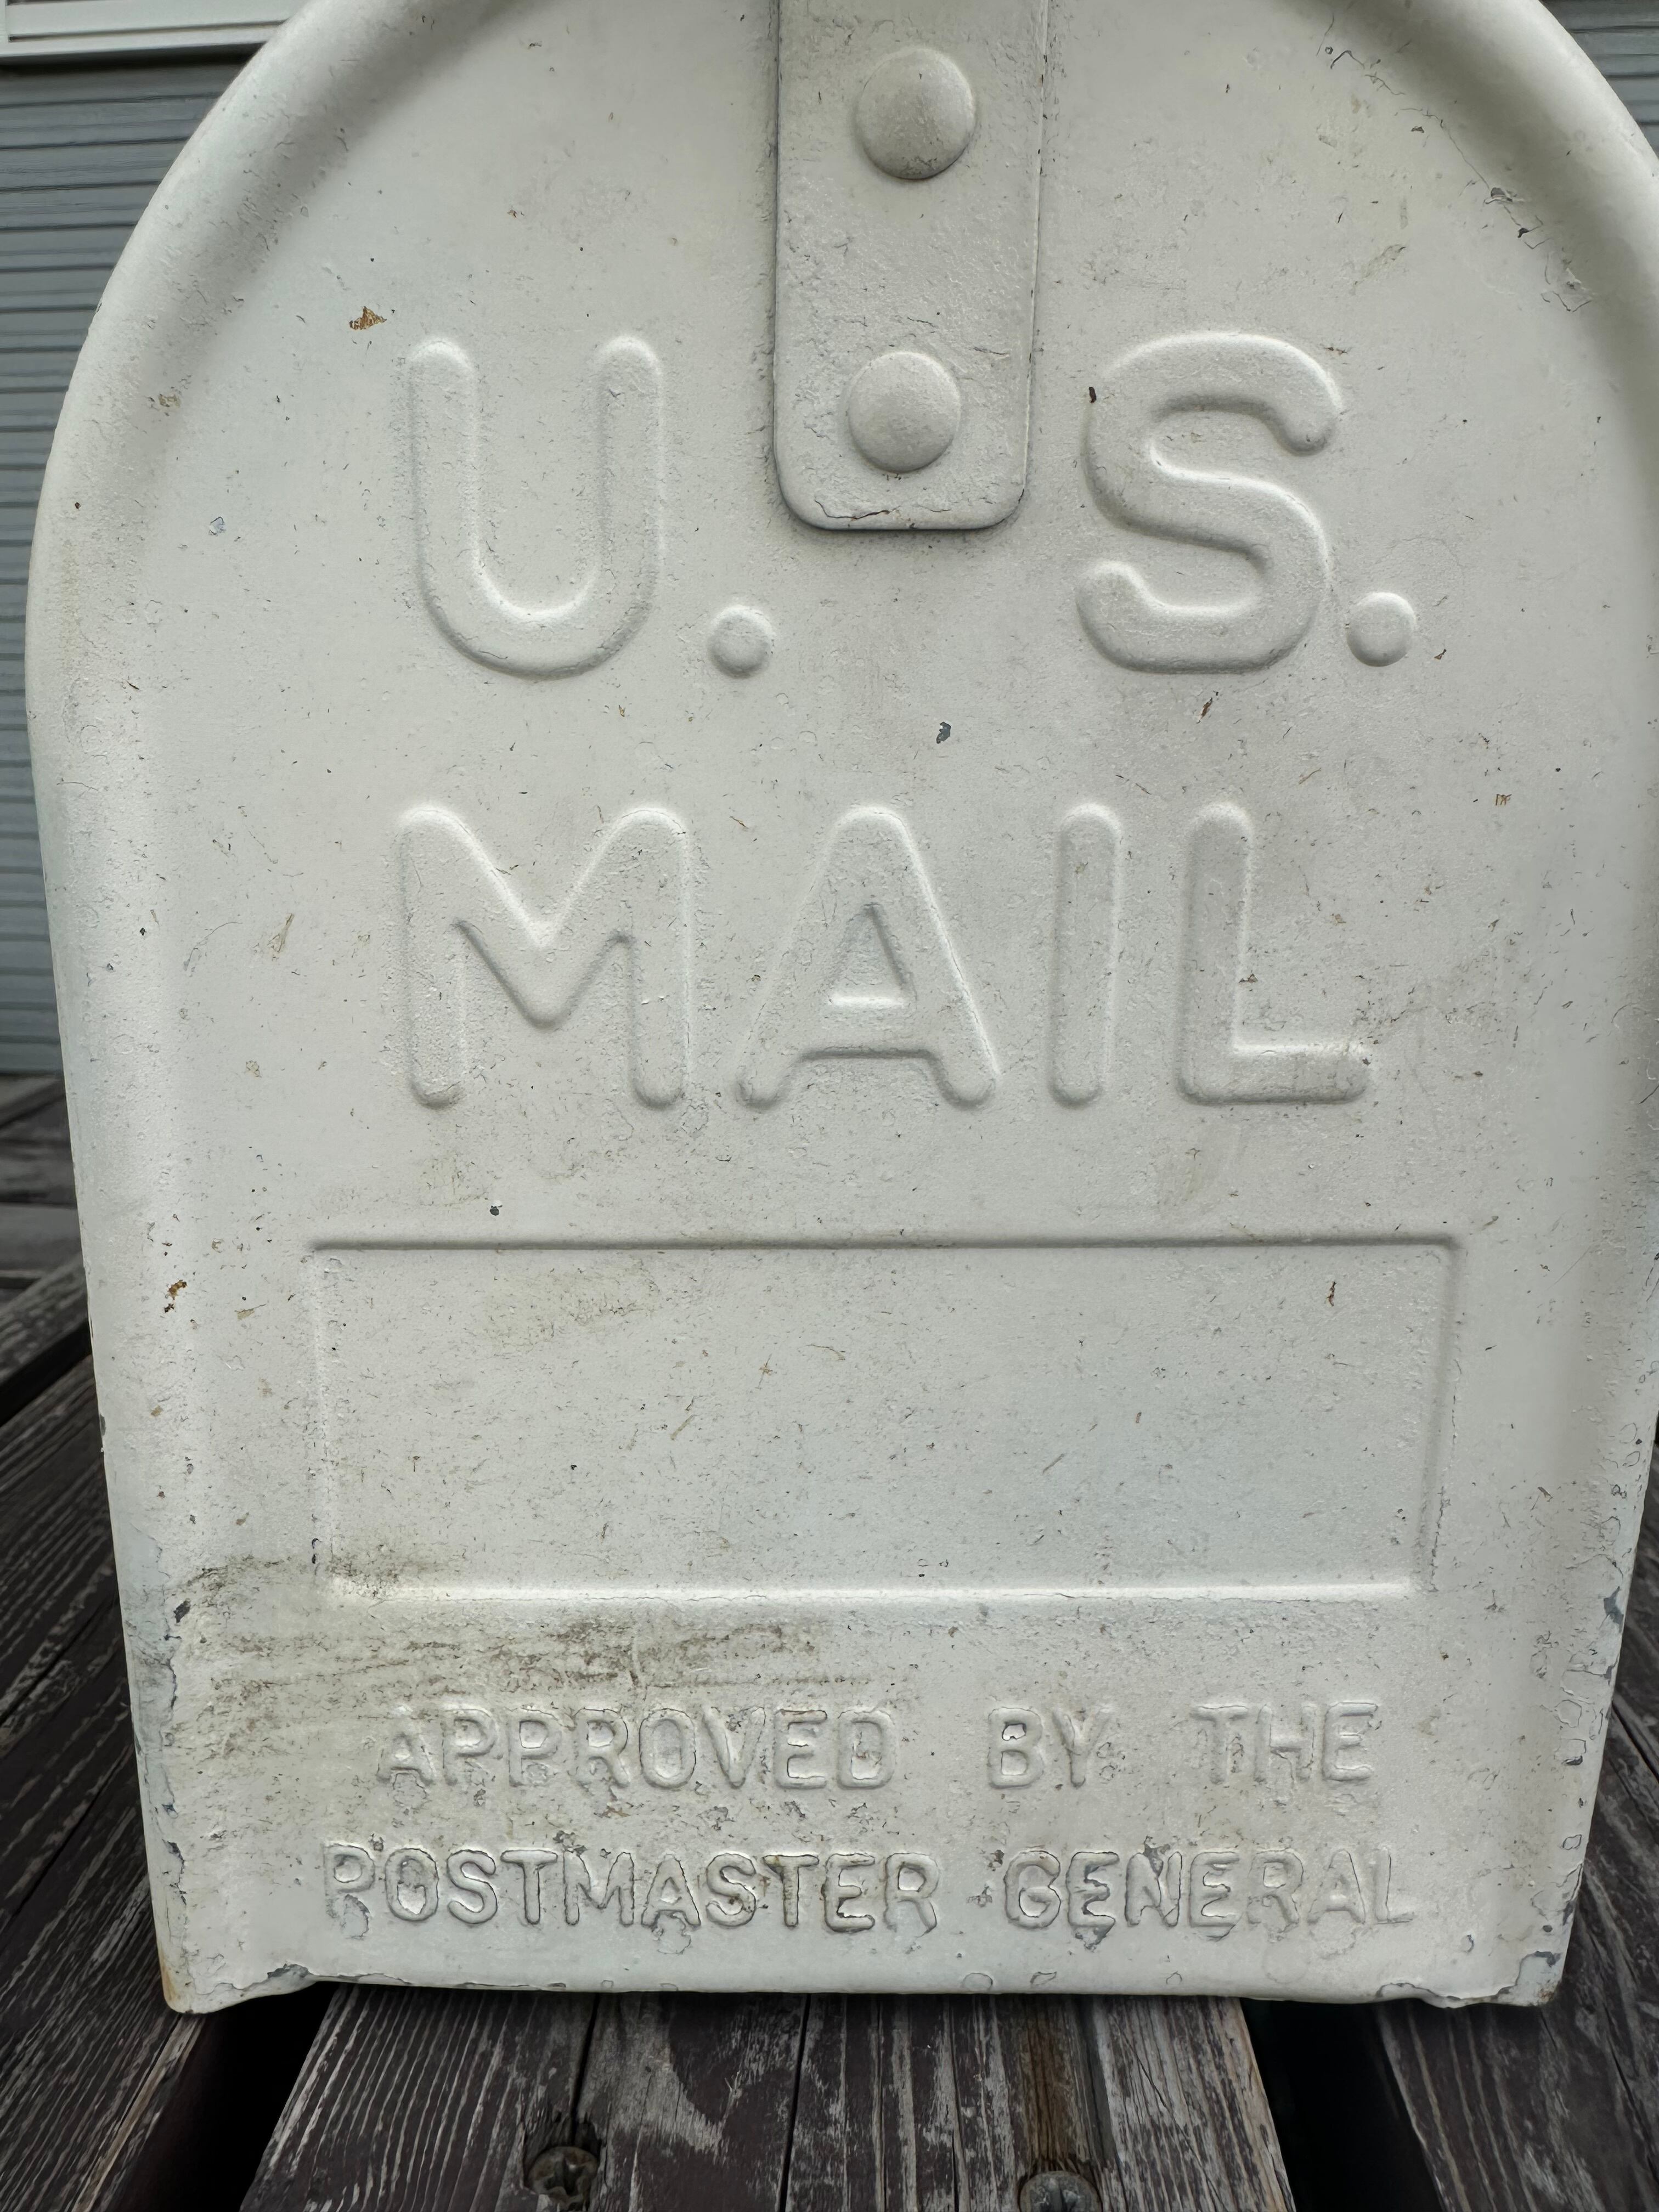 U. S.
MAIL
APPROVED BY THE
POSTMASTER GENERAL